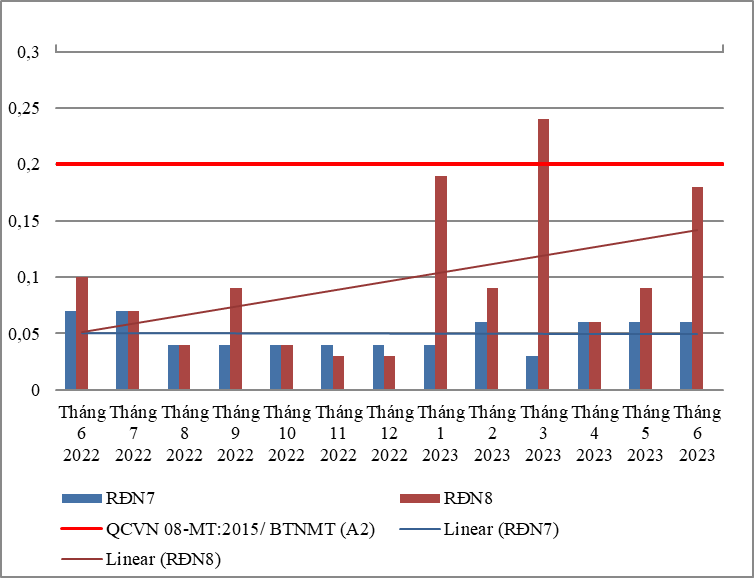 0,3
0,25
0,2
0,15
0,1
0,05
0
Tháng 6 2022
Tháng 7 2022
Tháng 8 2022
Tháng 9 2022
Tháng 10 2022
Tháng 11 2022
Tháng 12 2022
Tháng 1 2023
Tháng 2 2023
Tháng 3 2023
Tháng 4 2023
Tháng 5 2023
Tháng 6 2023
RĐN7
RĐN8
QCVN 08-MT:2015/ BTNMT (A2)
Linear (RĐN7)
Linear (RĐN8)